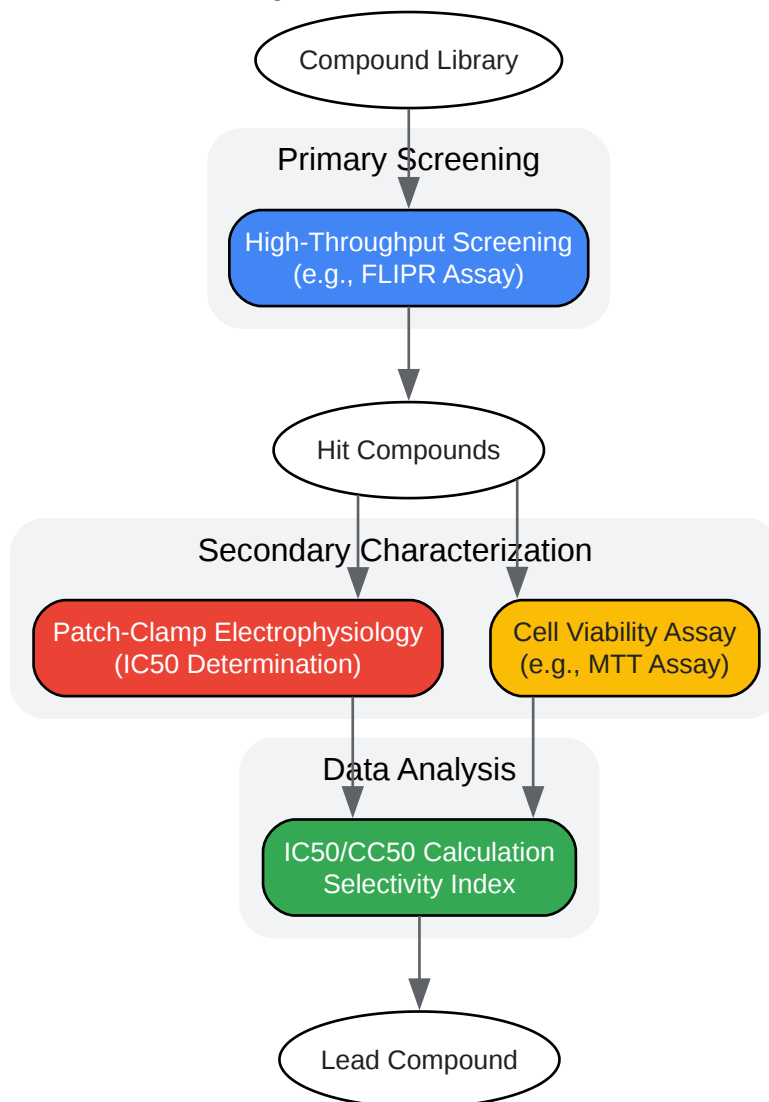 Compound Library
Primary Screening
High-Throughput Screening
(e.g., FLIPR Assay)
Hit Compounds
Secondary Characterization
Patch-Clamp Electrophysiology
(IC50 Determination)
Cell Viability Assay
(e.g., MTT Assay)
Data Analysis
IC50/CC50 Calculation
Selectivity Index
Lead Compound